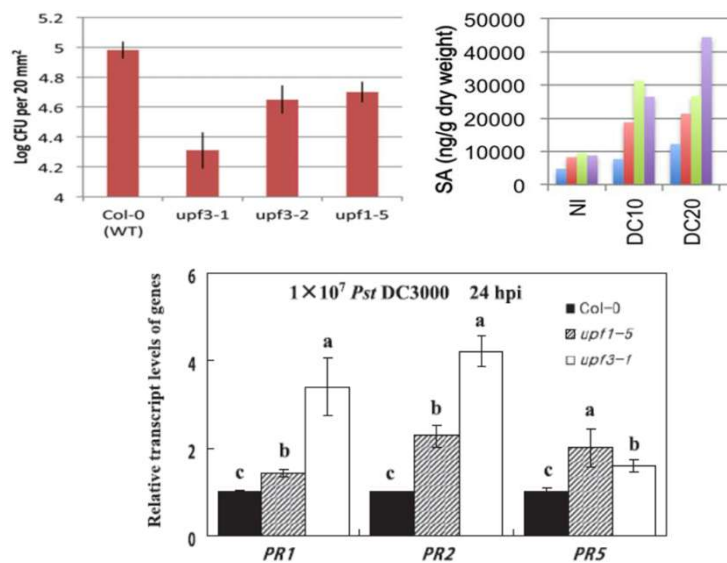 Log CFU per 20 mm²
5.2
5
4.8
4.6
4.4
4.2
4
Col-0
(WT)
upf3-1
upf3-2
upf1-5
SA (ng/g dry weight)
50000
40000
30000
20000
10000
0
NI
DC10
DC20
Relative transcript levels of genes
6
4
2
0
1×10⁷ Pst DC3000 24 hpi
Col-0
upf1-5
upf3-1
c b a
c b a
c a b
PR1
PR2
PR5